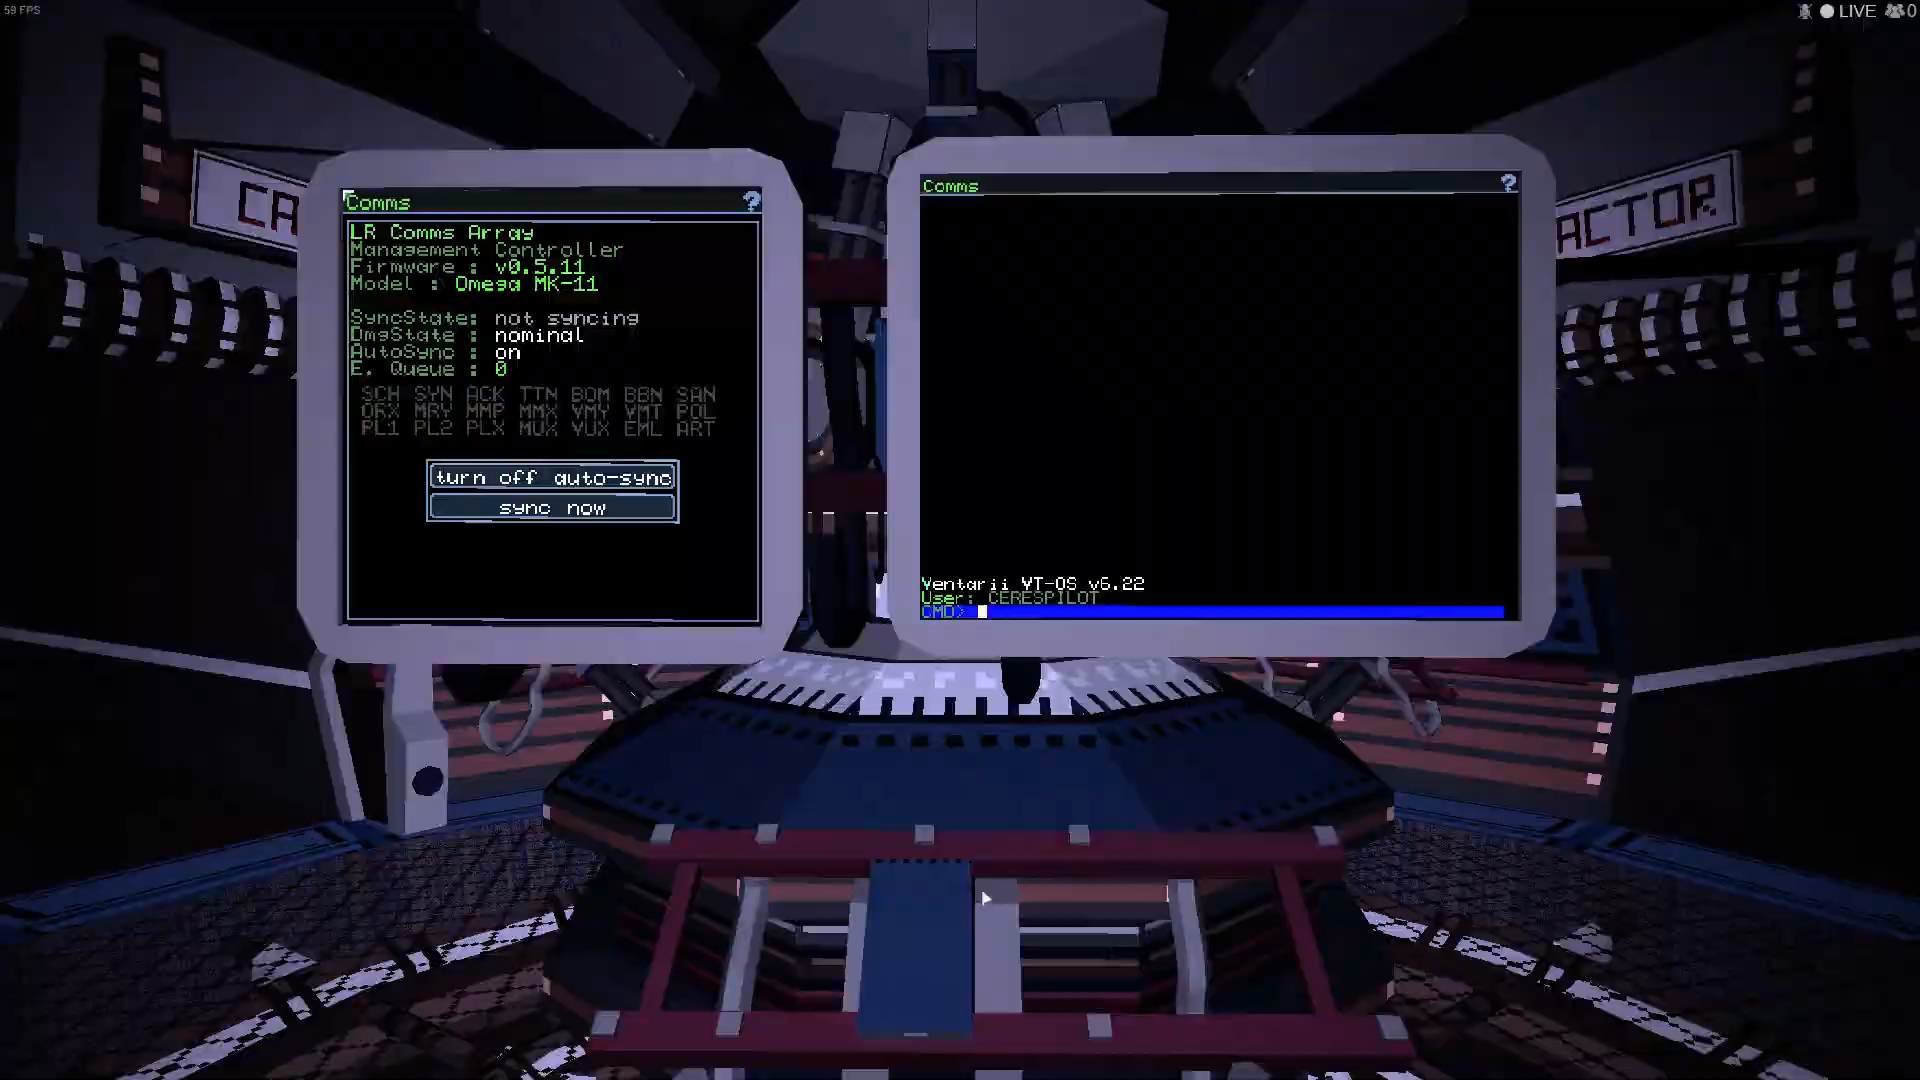 59 FPS
LIVE 0
CA
ACTOR
Comms ?
LR Comms Array
Management Controller
Firmware : v0.5.11
Model : Omega MK-11
SyncState: not syncing
DmgState : nominal
AutoSync : on
E. Queue : 0
SCH SYN ACK TTN BOM BBN SAN
ORX MRY MMP MMX VMY VMT POL
PL1 PL2 PLX MUX VUX EML ART
turn off auto-sync
sync now
Comms ?
Ventarii VT-OS v6.22
User: CERESPILOT
CMD>